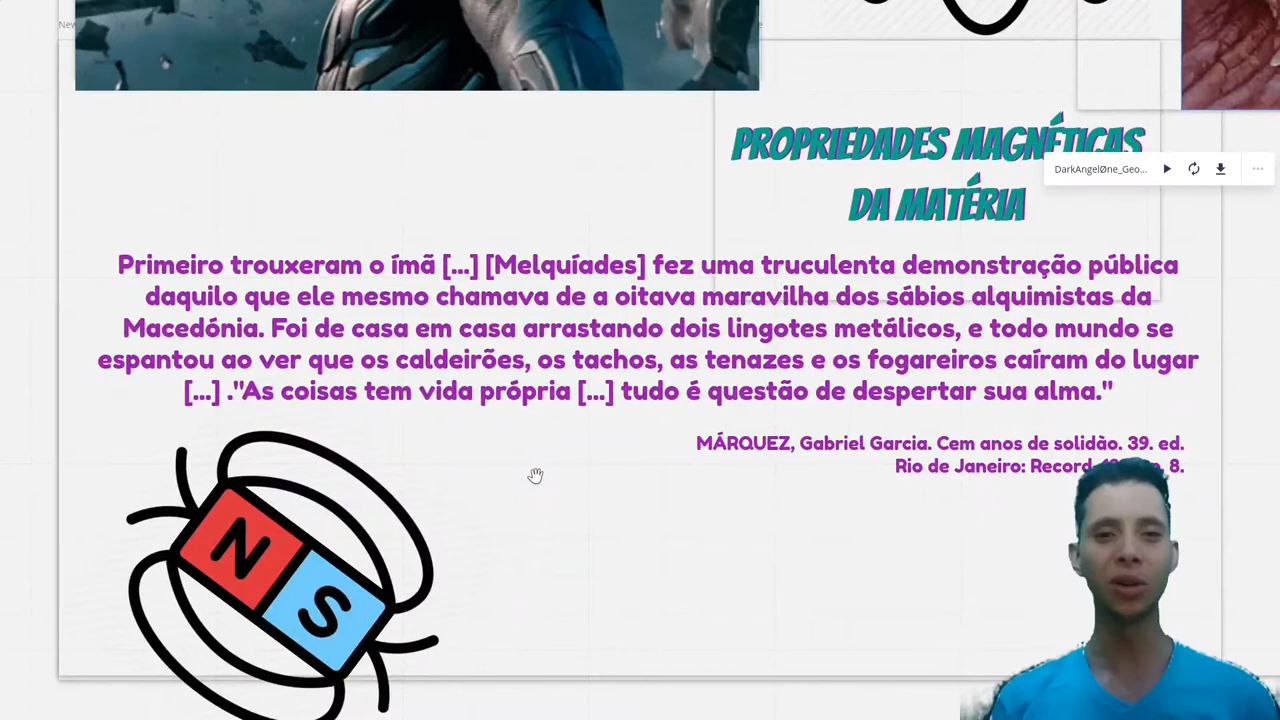 New
e
PROPRIEDADES MAGNÉTICAS
DA MATÉRIA
DarkAngelØne_Geo...
Primeiro trouxeram o ímã [...] [Melquíades] fez uma truculenta demonstração pública
daquilo que ele mesmo chamava de a oitava maravilha dos sábios alquimistas da
Macedónia. Foi de casa em casa arrastando dois lingotes metálicos, e todo mundo se
espantou ao ver que os caldeirões, os tachos, as tenazes e os fogareiros caíram do lugar
[...] ."As coisas tem vida própria [...] tudo é questão de despertar sua alma."
MÁRQUEZ, Gabriel Garcia. Cem anos de solidão. 39. ed.
Rio de Janeiro: Record, 8.
N
S